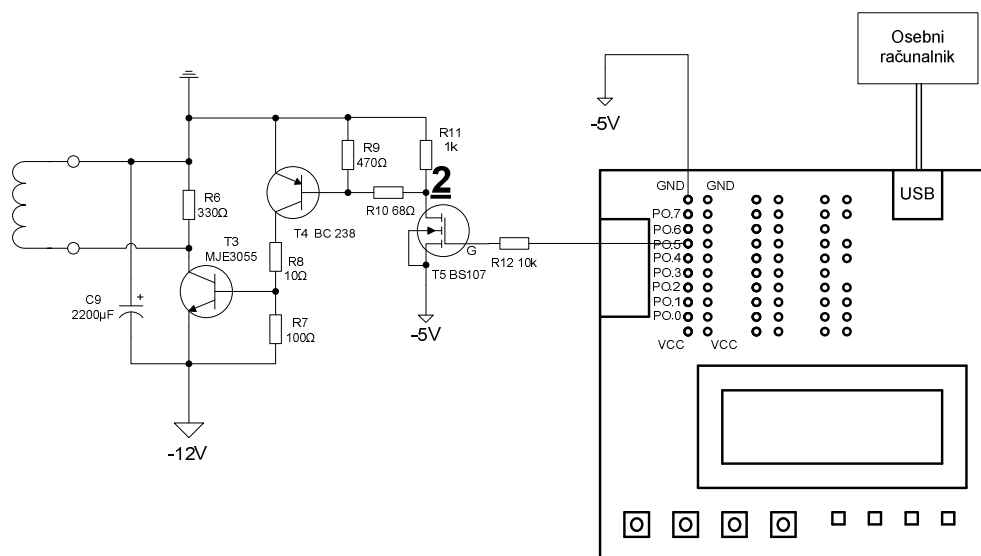 Osebni
računalnik
USB
-5V
GND GND
PO.7
PO.6
PO.5
PO.4
PO.3
PO.2
PO.1
PO.0
VCC VCC
R11
1k
R9
470Ω
2
R10 68Ω
R6
330Ω
T4 BC 238
T3
MJE3055
G
R12 10k
T5 BS107
R8
10Ω
C9
2200µF
+
R7
100Ω
-5V
-12V